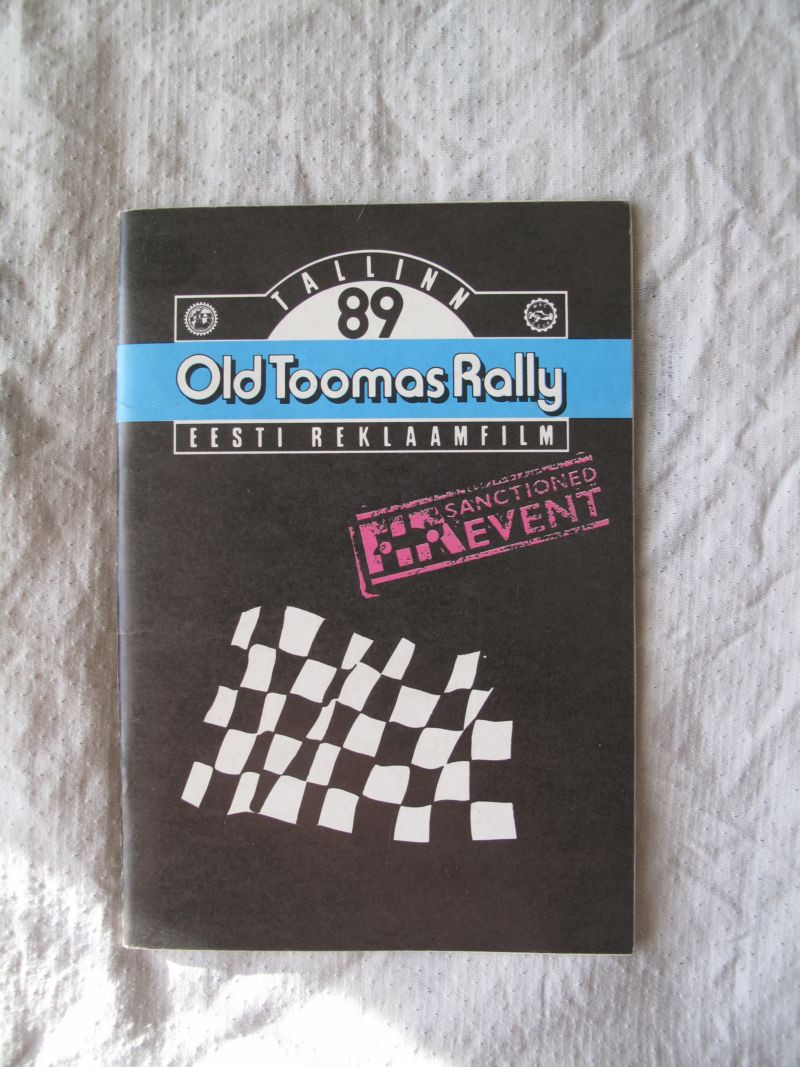 TALLINN
89
Old Toomas Rally
EESTI REKLAAMFILM
SANCTIONED
EVENT